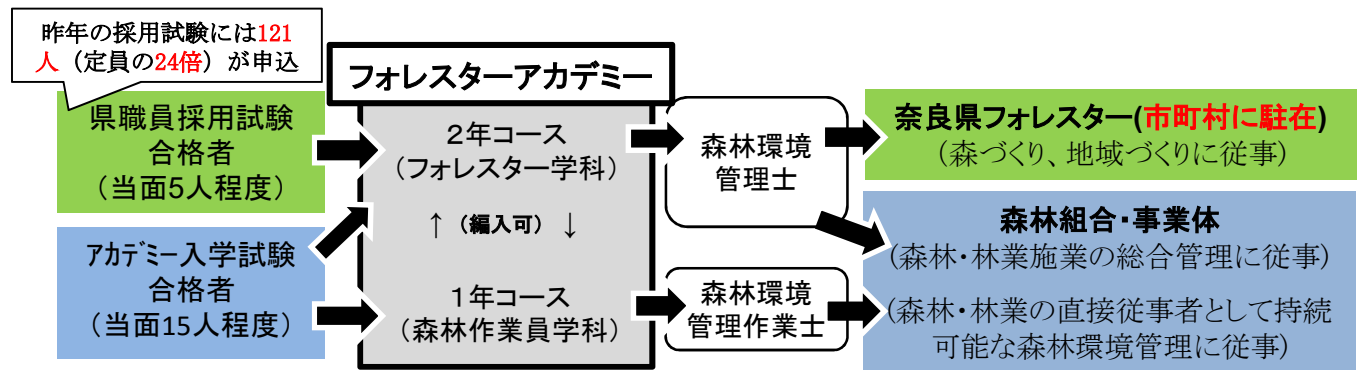 昨年の採用試験には121
人（定員の24倍）が申込
県職員採用試験
合格者
（当面5人程度）
ｱｶﾃﾞﾐｰ入学試験
合格者
（当面15人程度）
フォレスターアカデミー
２年コース
（フォレスター学科）
↑ （編入可） ↓
１年コース
（森林作業員学科）
森林環境
管理士
森林環境
管理作業士
奈良県フォレスター(市町村に駐在)
（森づくり、地域づくりに従事）
森林組合・事業体
（森林・林業施業の総合管理に従事）
（森林・林業の直接従事者として持続
可能な森林環境管理に従事）